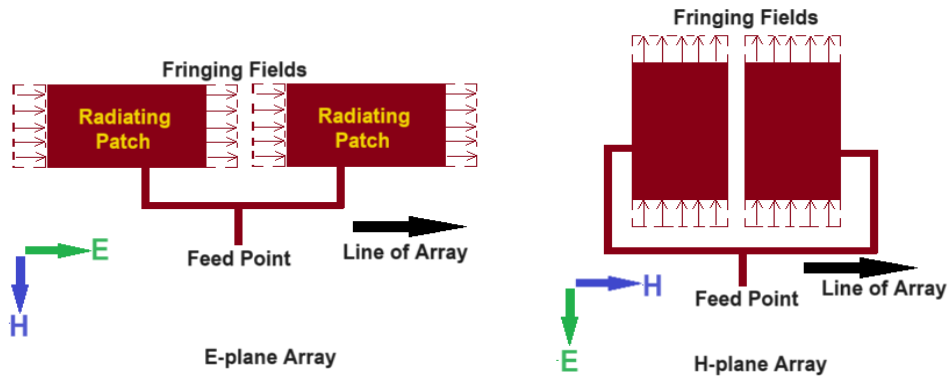 Fringing Fields
Radiating
Patch
Radiating
Patch
Feed Point
Line of Array
E
H
E-plane Array
Fringing Fields
Feed Point
Line of Array
H
E
H-plane Array